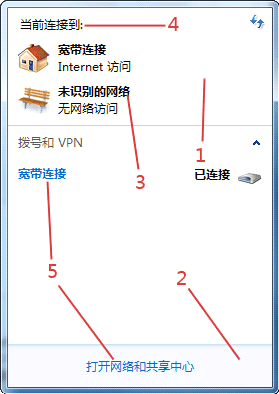 当前连接到:
4
宽带连接
Internet 访问
未识别的网络
无网络访问
1
拨号和 VPN
3
宽带连接
已连接
5
2
打开网络和共享中心